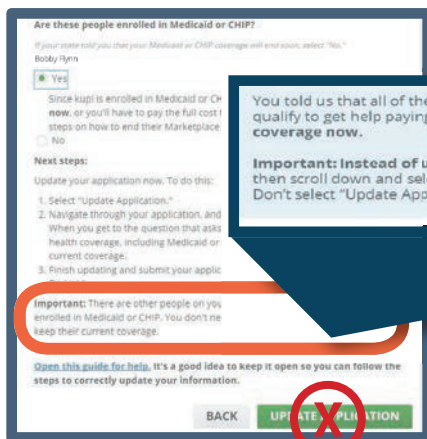 Are these people enrolled in Medicaid or CHIP?
If your state told you that your Medicaid or CHIP coverage will end soon, select "No."
Bobby Flynn
Yes
Since kupi is enrolled in Medicaid or CH
now, or you'll have to pay the full cost
steps on how to end their Marketplace
No
Next steps:
Update your application now. To do this:
1. Select "Update Application."
2. Navigate through your application, and
When you get to the question that asks
health coverage, including Medicaid or
current coverage.
3. Finish updating and submit your applic
Important: There are other people on you
enrolled in Medicaid or CHIP. You don't ne
keep their current coverage.
You told us that all of the
qualify to get help paying
coverage now.
Important: Instead of u
then scroll down and sel
Don't select "Update App
Open this guide for help. It's a good idea to keep it open so you can follow the
steps to correctly update your information.
BACK
UPDATE APPLICATION
X